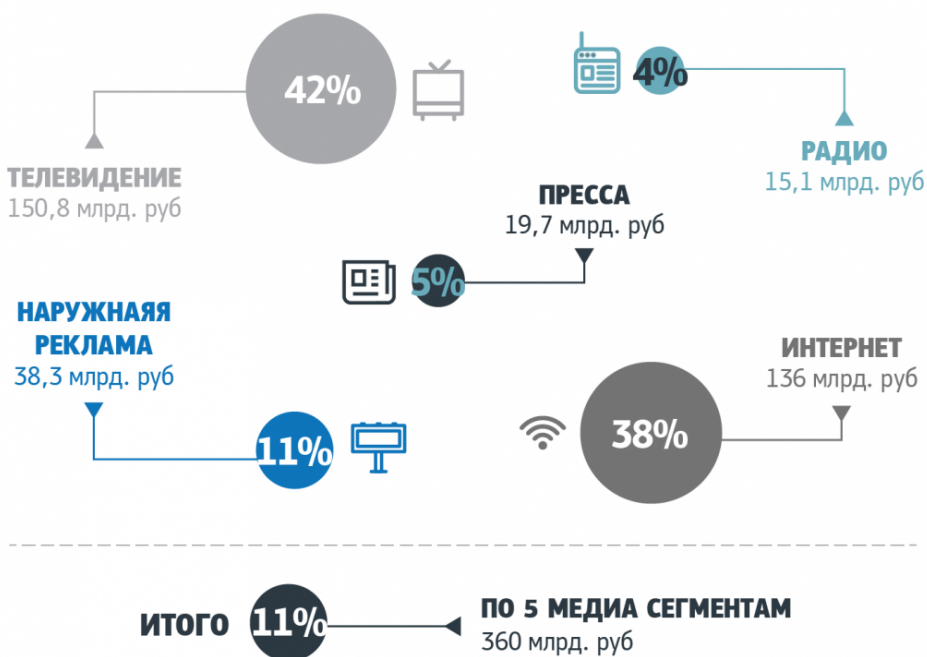 42%
ТЕЛЕВИДЕНИЕ
150,8 млрд. руб
4%
РАДИО
15,1 млрд. руб
ПРЕССА
19,7 млрд. руб
5%
НАРУЖНАЯЯ
РЕКЛАМА
38,3 млрд. руб
11%
ИНТЕРНЕТ
136 млрд. руб
38%
ИТОГО 11% ПО 5 МЕДИА СЕГМЕНТАМ
360 млрд. руб